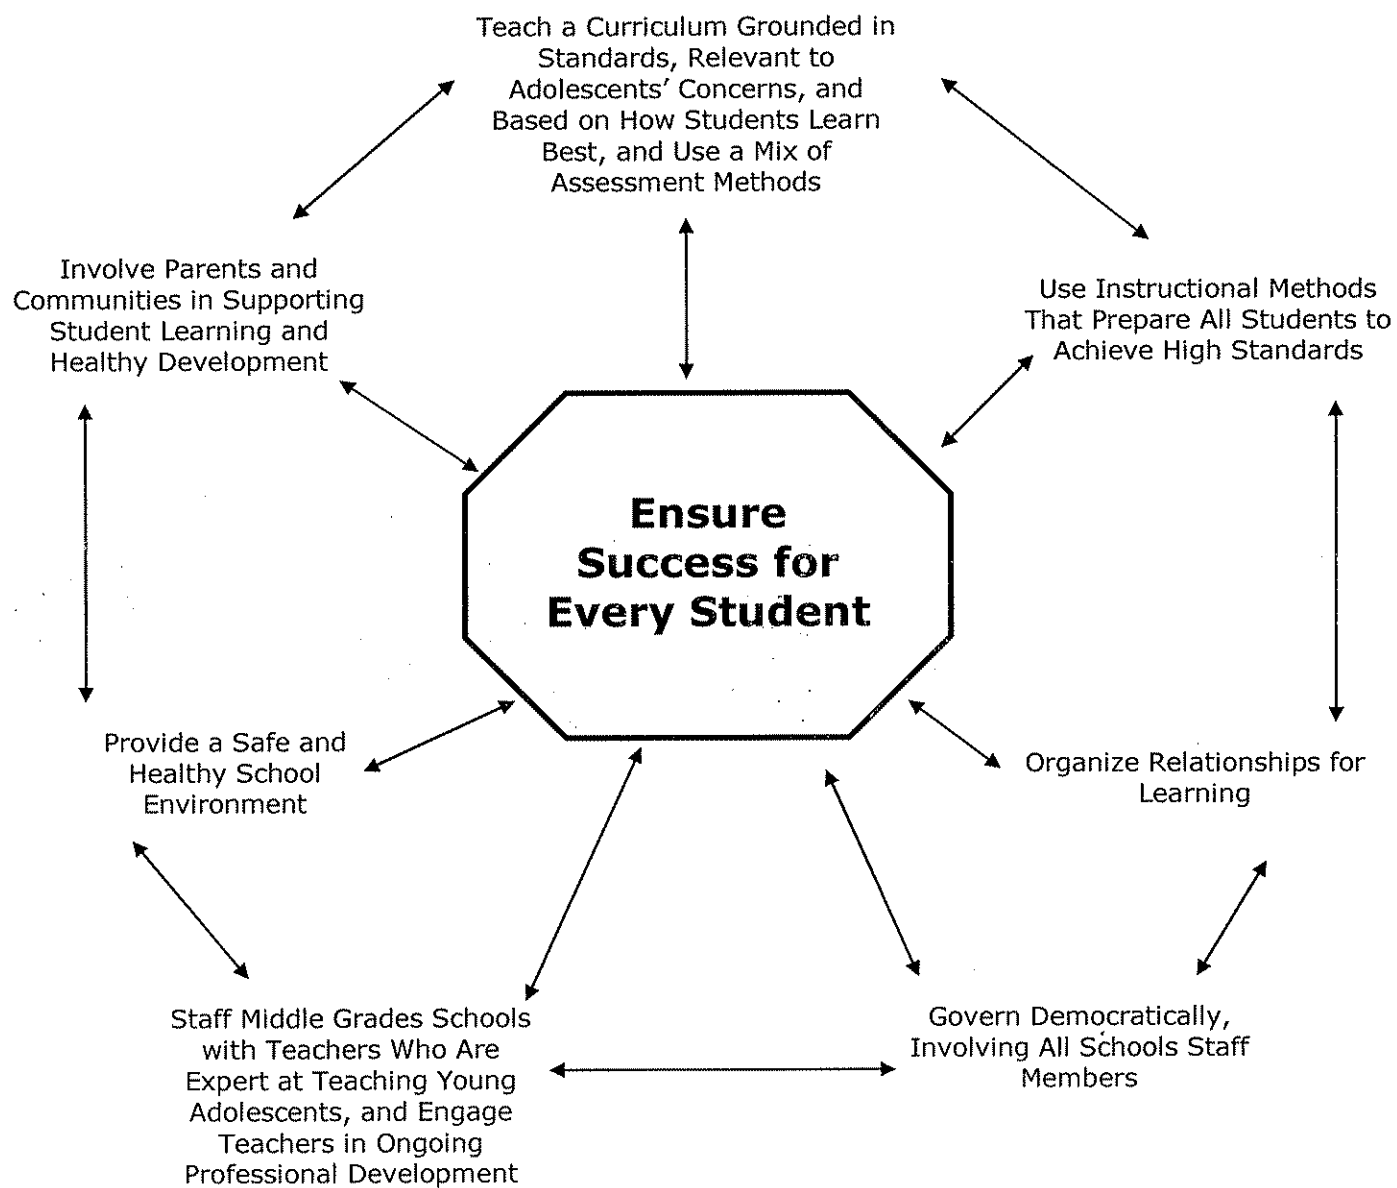 Teach a Curriculum Grounded in
Standards, Relevant to
Adolescents' Concerns, and
Based on How Students Learn
Best, and Use a Mix of
Assessment Methods
Involve Parents and
Communities in Supporting
Student Learning and
Healthy Development
Use Instructional Methods
That Prepare All Students to
Achieve High Standards
Ensure
Success for
Every Student
Provide a Safe and
Healthy School
Environment
Organize Relationships for
Learning
Staff Middle Grades Schools
with Teachers Who Are
Expert at Teaching Young
Adolescents, and Engage
Teachers in Ongoing
Professional Development
Govern Democratically,
Involving All Schools Staff
Members